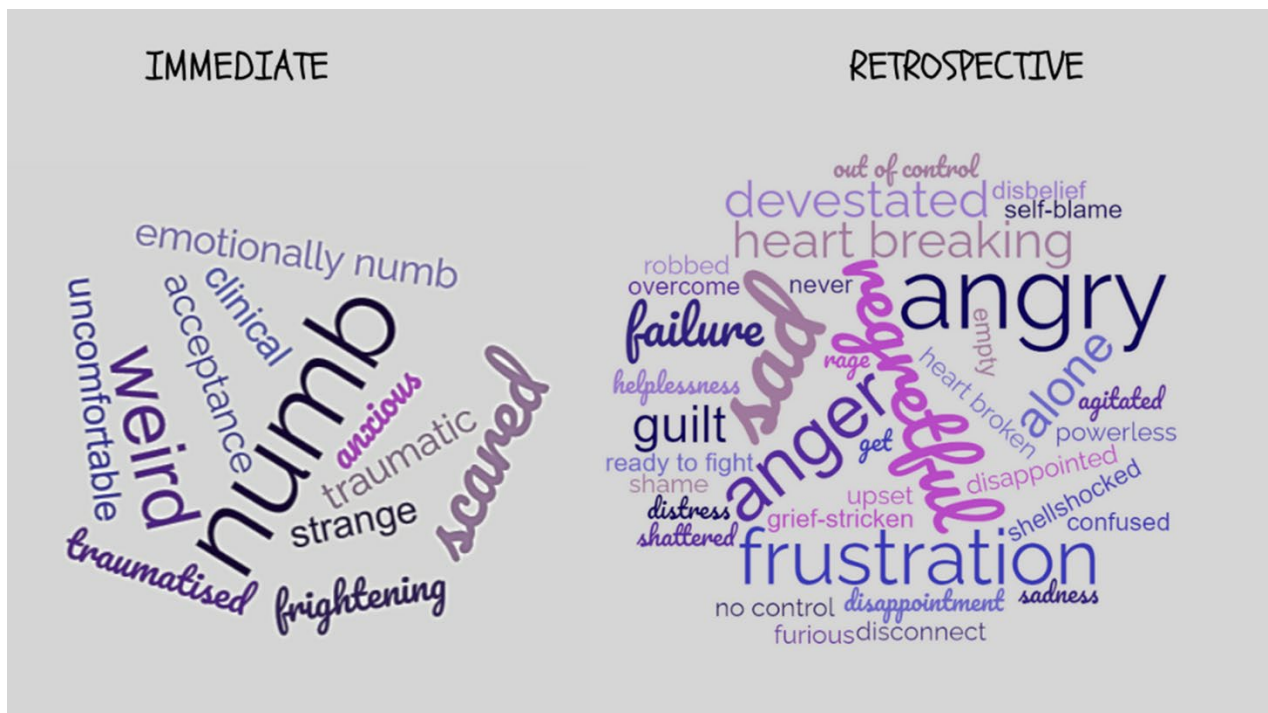 IMMEDIATE
emotionally numb
clinical
acceptance
uncomfortable
weird
numb
anxious
traumatic
scared
strange
traumatised
frightening
RETROSPECTIVE
out of control
devestated
disbelief
self-blame
heart breaking
robbed
overcome
never
negretful
angry
sad
failure
empty
rage
heart broken
alone
helplessness
agitated
guilt
anger
get
powerless
ready to fight
disappointed
shame
upset
shellshocked
distress
grief-stricken
confused
shattered
frustration
no control
disappointment
sadness
furious
disconnect